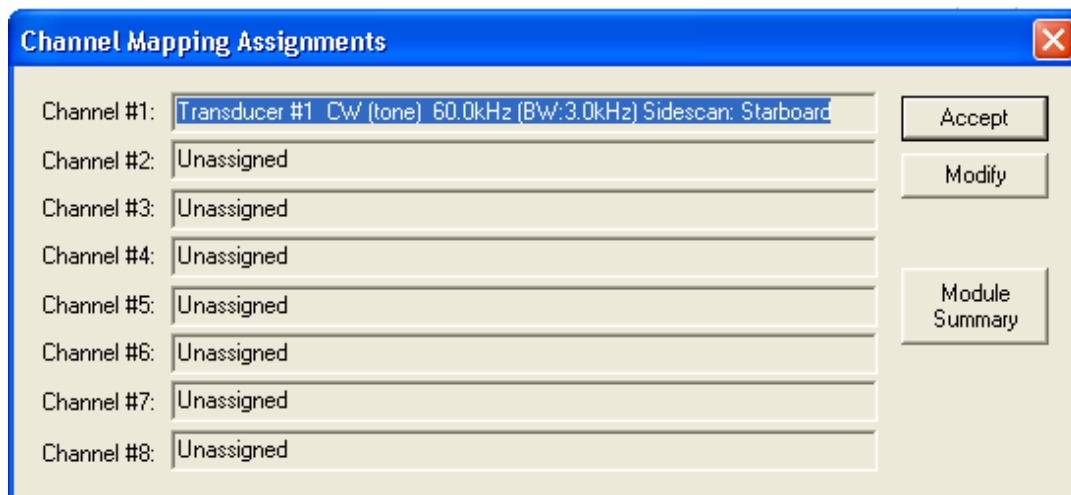 Channel Mapping Assignments
Channel #1: Transducer #1 CW (tone) 60.0kHz (BW:3.0kHz) Sidescan: Starboard
Accept
Channel #2: Unassigned
Modify
Channel #3: Unassigned
Channel #4: Unassigned
Channel #5: Unassigned
Module
Summary
Channel #6: Unassigned
Channel #7: Unassigned
Channel #8: Unassigned